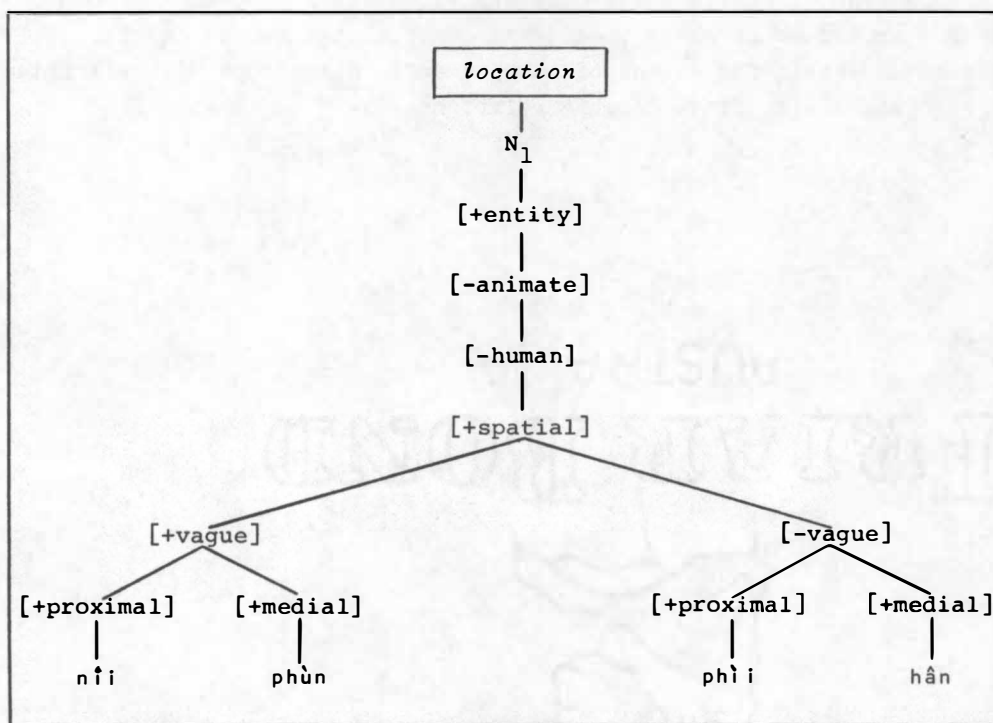 location
N1
[+entity]
[-animate]
[-human]
[+spatial]
[+vague] [-vague]
[+proximal] [+medial] [+proximal] [+medial]
nîi phùn phìi hân